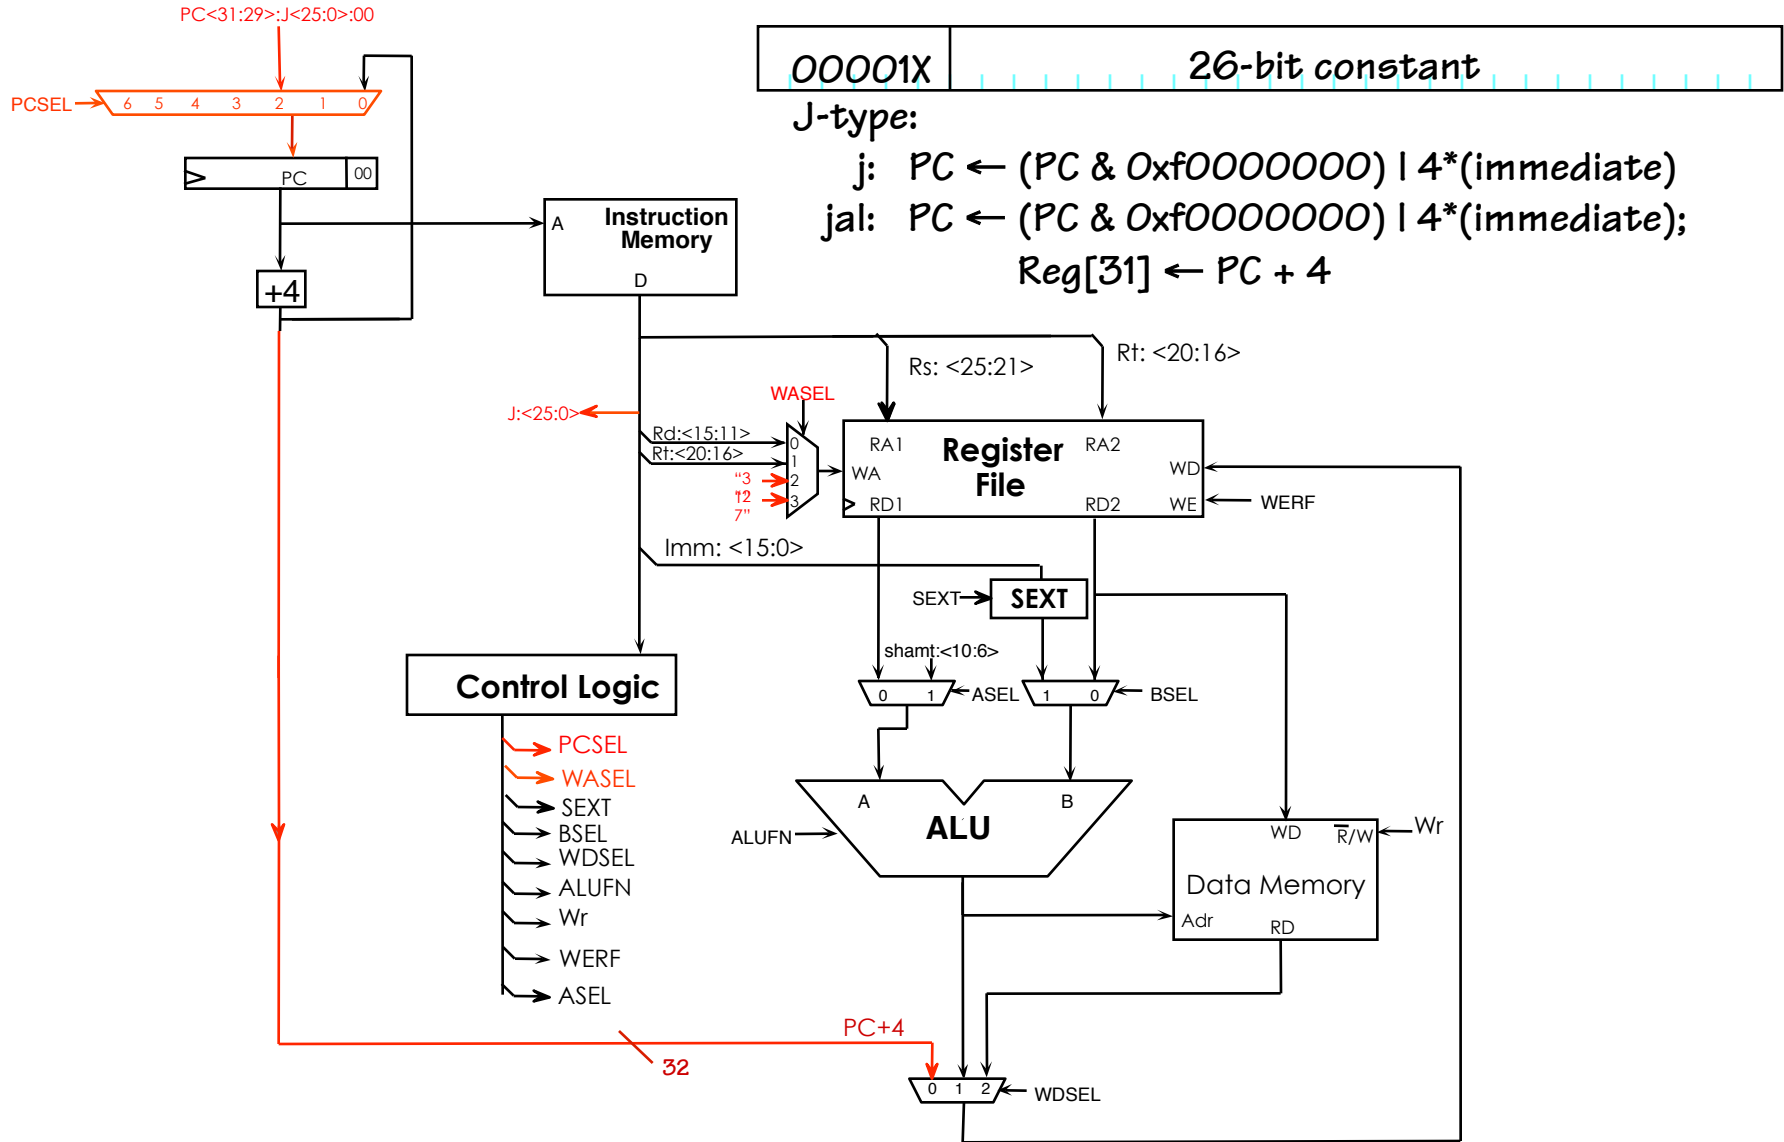 PC<31:29>:J<25:0>:00
00001X 26-bit constant
PCSEL 6 5 4 3 2 1 0
J-type:
j: PC ← (PC & 0xf0000000) | 4*(immediate)
jal: PC ← (PC & 0xf0000000) | 4*(immediate);
Reg[31] ← PC + 4
PC 00
A Instruction
Memory
D
+4
Rs: <25:21>
Rt: <20:16>
WASEL
J:<25:0>
Rd:<15:11> 0
Rt:<20:16> 1
“3 2
1”
“2 3
7”
RA1 Register RA2
WA File WD
RD1 RD2 WE
WERF
Imm: <15:0>
SEXT SEXT
shamt:<10:6>
0 1 ASEL 1 0 BSEL
Control Logic
PCSEL
WASEL
SEXT
BSEL
WDSEL
ALUFN
Wr
WERF
ASEL
A B
ALU
ALUFN
WD R̅/W Wr
Data Memory
Adr RD
PC+4
32
0 1 2 WDSEL